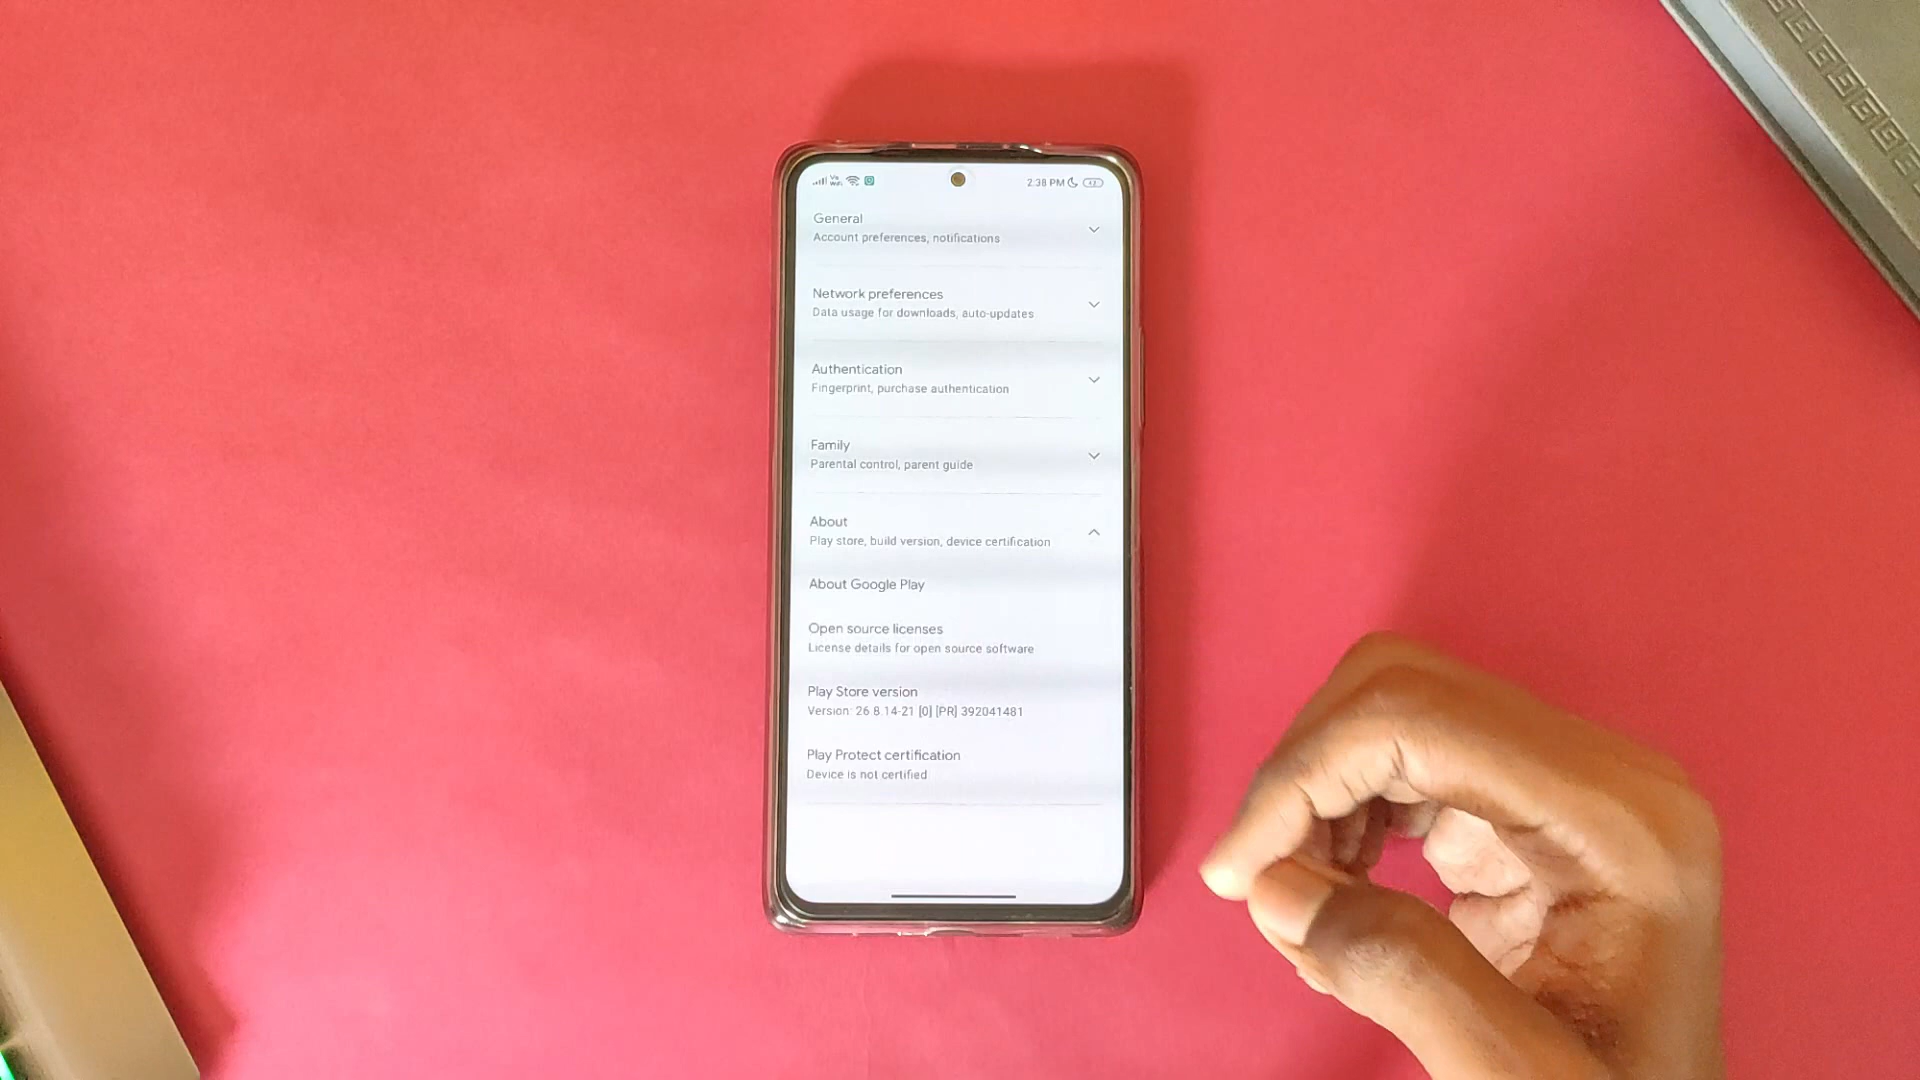 2:38 PM
General
Account preferences, notifications
Network preferences
Data usage for downloads, auto-updates
Authentication
Fingerprint, purchase authentication
Family
Parental control, parent guide
About
Play store, build version, device certification
About Google Play
Open source licenses
License details for open source software
Play Store version
Version: 26.8.14-21 [0] [PR] 392041481
Play Protect certification
Device is not certified